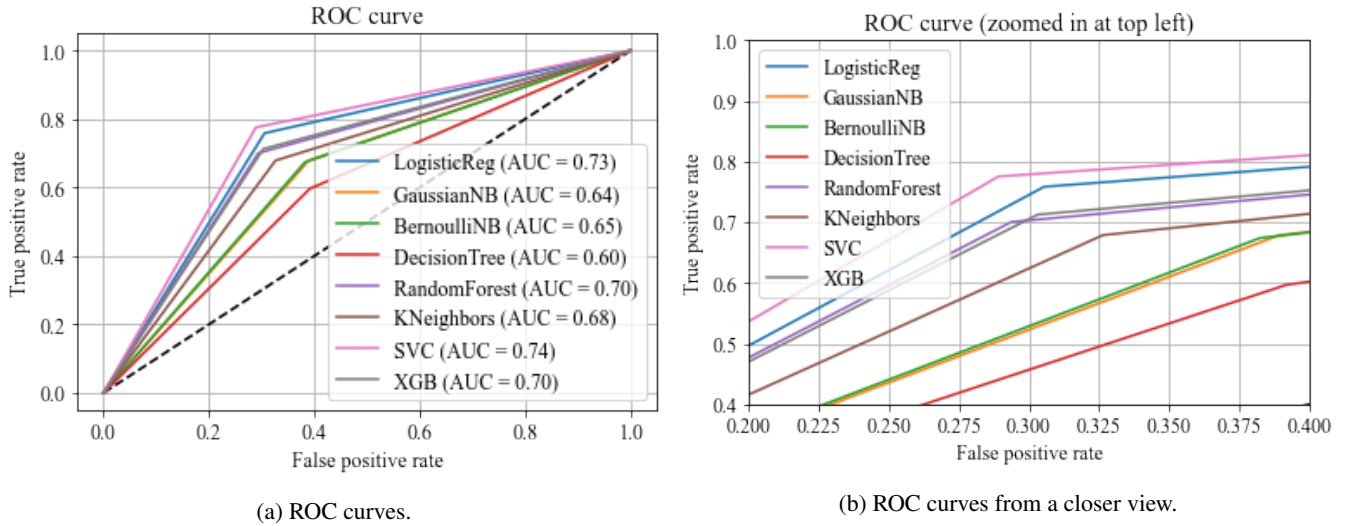 ROC curve
1.0
0.8
0.6
0.4
0.2
0.0
True positive rate
LogisticReg (AUC = 0.73)
GaussianNB (AUC = 0.64)
BernoulliNB (AUC = 0.65)
DecisionTree (AUC = 0.60)
RandomForest (AUC = 0.70)
KNeighbors (AUC = 0.68)
SVC (AUC = 0.74)
XGB (AUC = 0.70)
0.0 0.2 0.4 0.6 0.8 1.0
False positive rate
(a) ROC curves.
ROC curve (zoomed in at top left)
1.0
0.9
0.8
0.7
0.6
0.5
0.4
True positive rate
LogisticReg
GaussianNB
BernoulliNB
DecisionTree
RandomForest
KNeighbors
SVC
XGB
0.200 0.225 0.250 0.275 0.300 0.325 0.350 0.375 0.400
False positive rate
(b) ROC curves from a closer view.